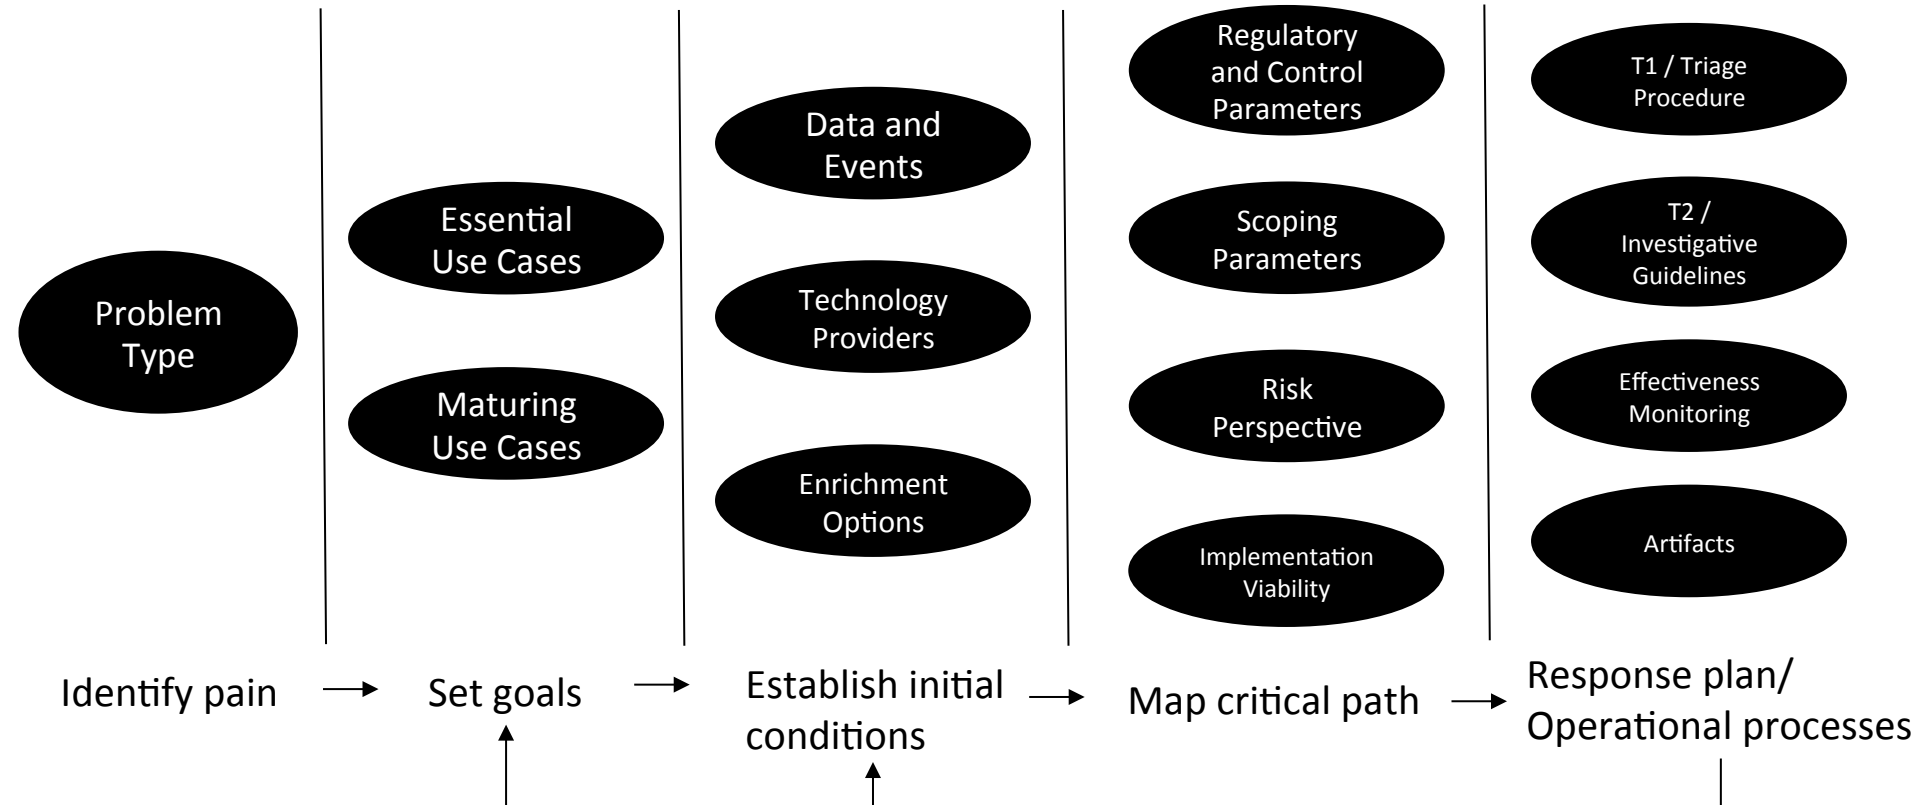 Problem
Type
Essential
Use Cases
Maturing
Use Cases
Data and
Events
Technology
Providers
Enrichment
Options
Regulatory
and Control
Parameters
Scoping
Parameters
Risk
Perspective
Implementation
Viability
T1 / Triage
Procedure
T2 /
Investigative
Guidelines
Effectiveness
Monitoring
Artifacts
Identify pain
Set goals
Establish initial
conditions
Map critical path
Response plan/
Operational processes